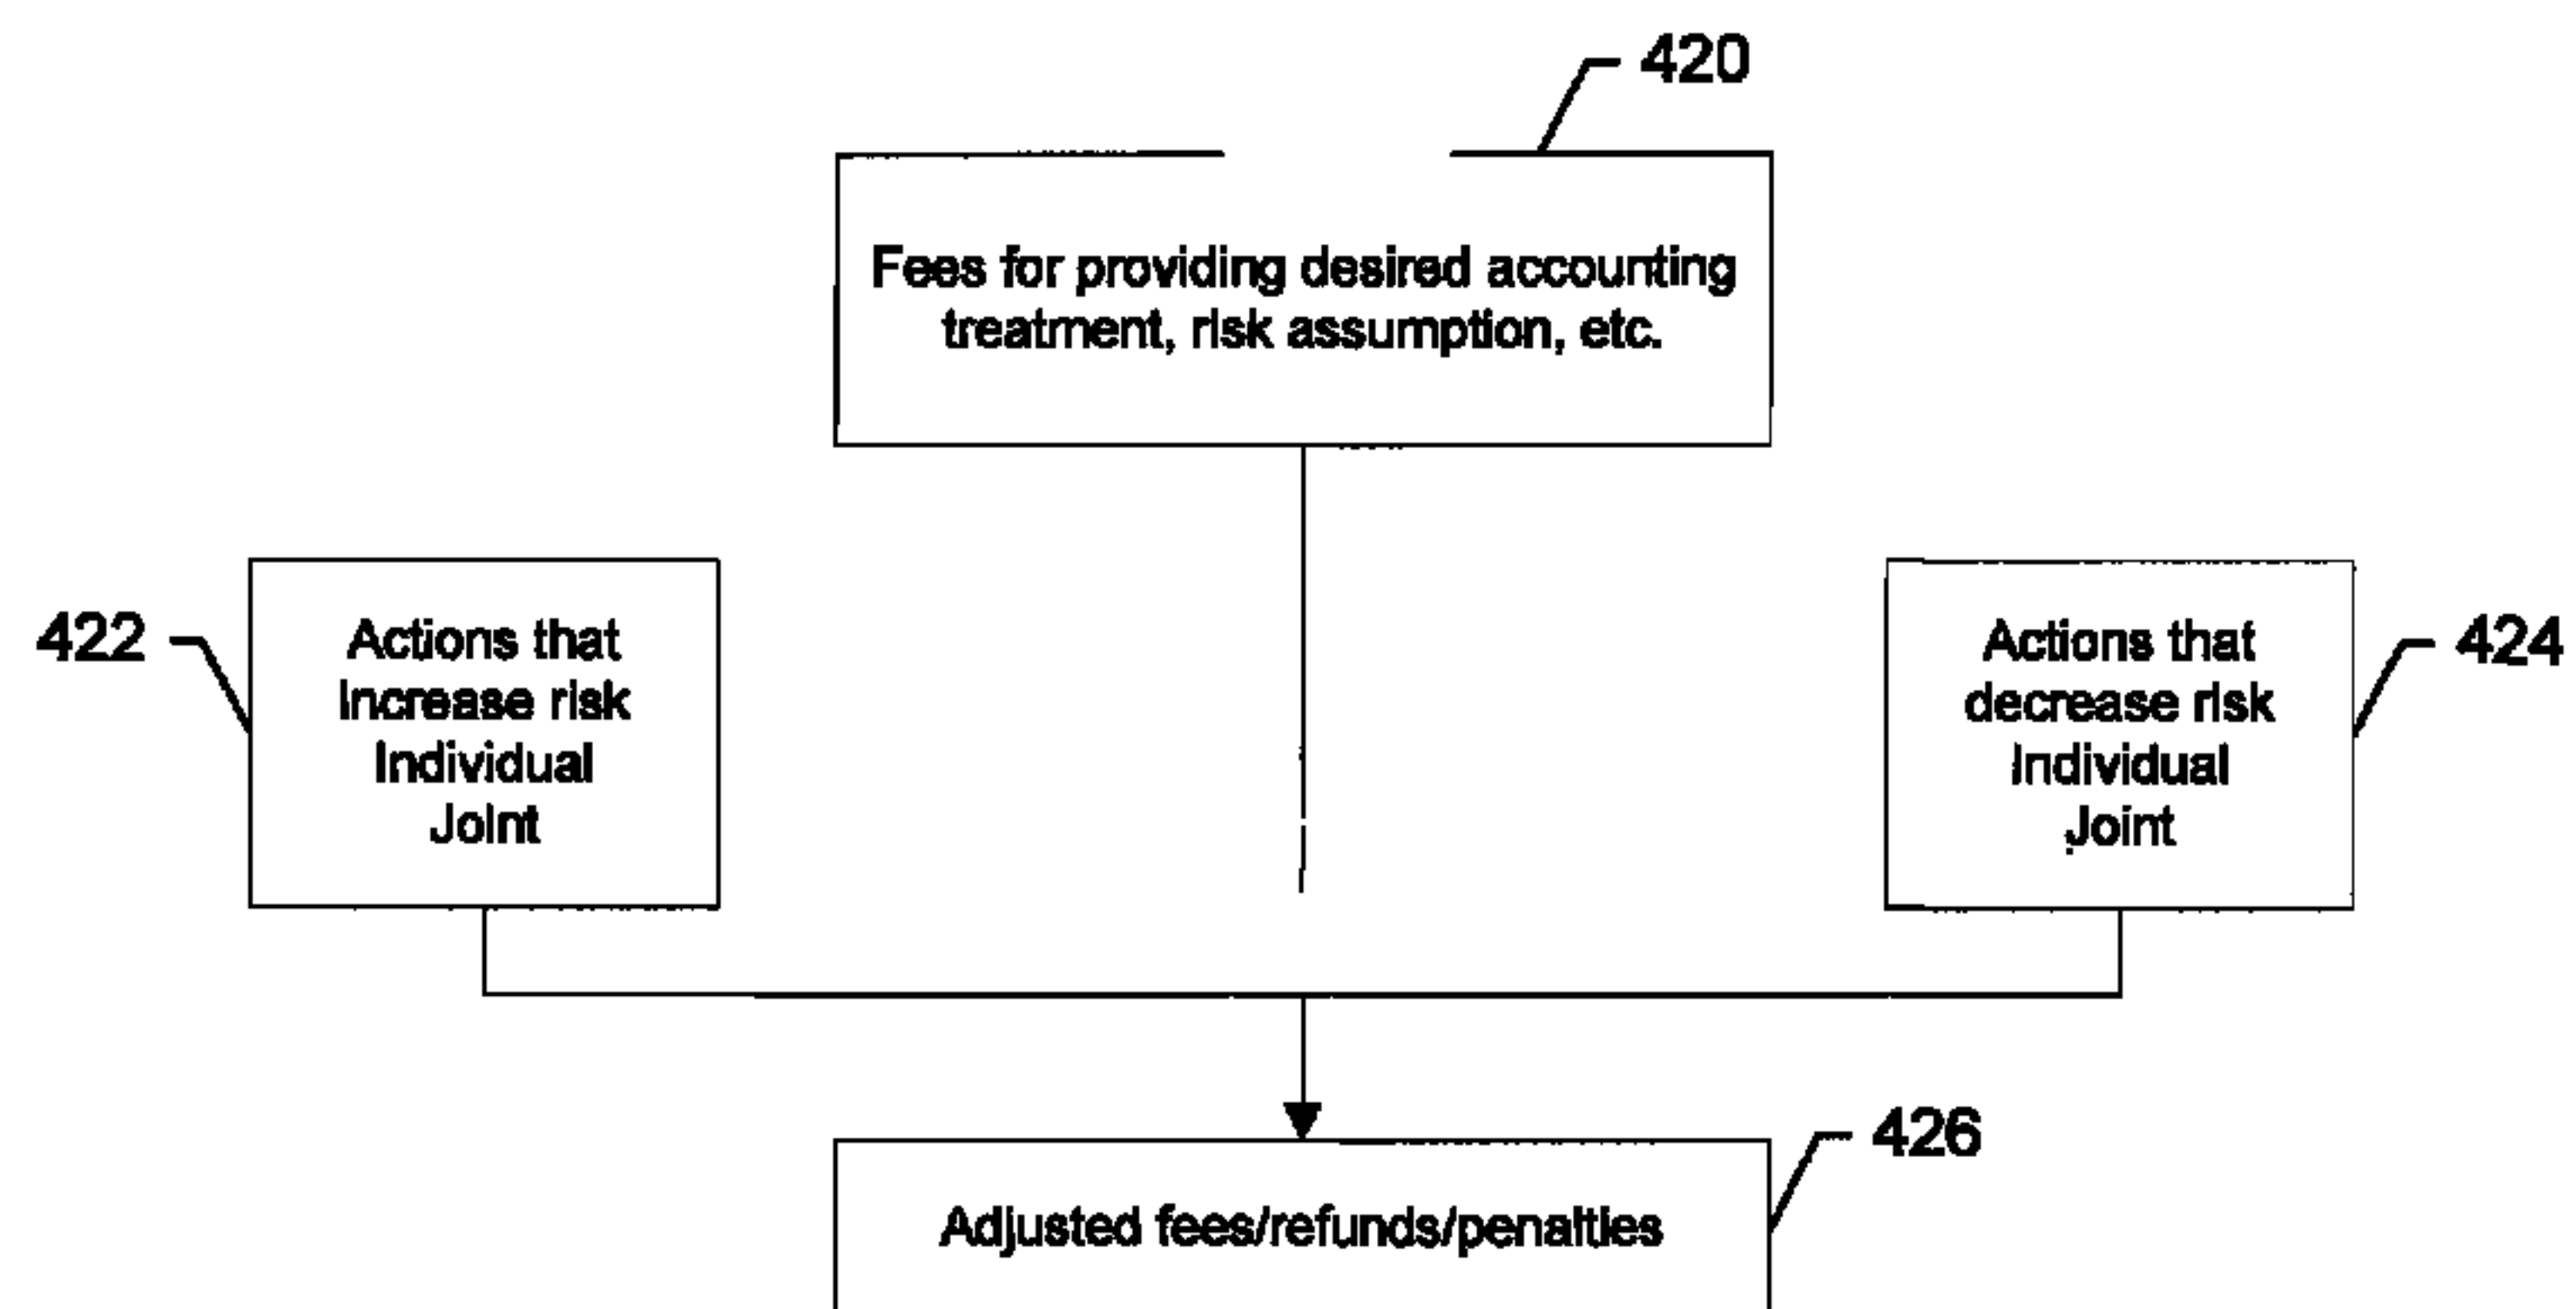 420
Fees for providing desired accounting
treatment, risk assumption, etc.
422
Actions that
increase risk
Individual
Joint
Actions that
decrease risk
Individual
Joint
424
426
Adjusted fees/refunds/penalties